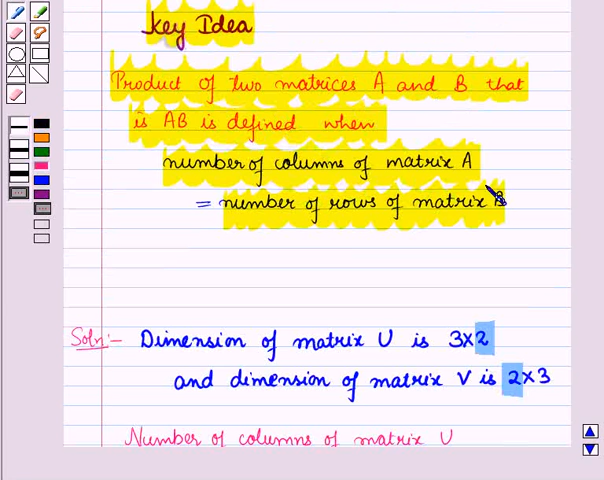 Key Idea
Product of two matrices A and B that
is AB is defined when
number of columns of matrix A
= number of rows of matrix B
Soln:- Dimension of matrix U is 3×2
and dimension of matrix V is 2×3
Number of columns of matrix U